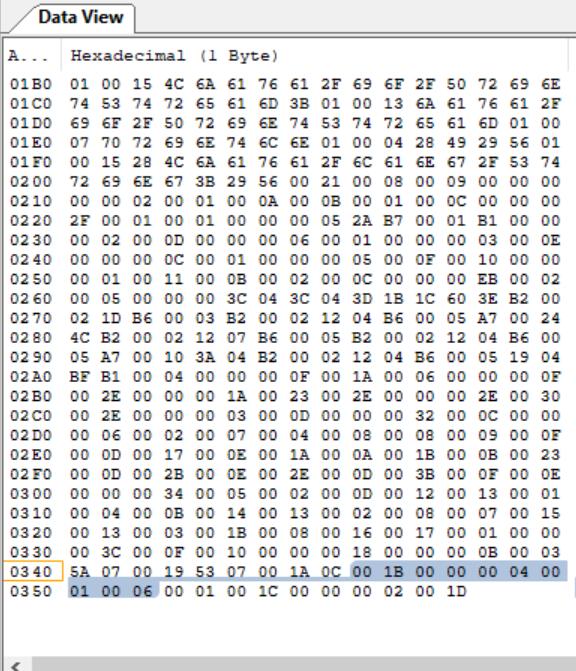 Data View
A... Hexadecimal (1 Byte)
01B0 01 00 15 4C 6A 61 76 61 2F 69 6F 2F 50 72 69 6E
01C0 74 53 74 72 65 61 6D 3B 01 00 13 6A 61 76 61 2F
01D0 69 6F 2F 50 72 69 6E 74 53 74 72 65 61 6D 01 00
01E0 07 70 72 69 6E 74 6C 6E 01 00 04 28 49 29 56 01
01F0 00 15 28 4C 6A 61 76 61 2F 6C 61 6E 67 2F 53 74
0200 72 69 6E 67 3B 29 56 00 21 00 08 00 09 00 00 00
0210 00 00 02 00 01 00 0A 00 0B 00 01 00 0C 00 00 00
0220 2F 00 01 00 01 00 00 00 05 2A B7 00 01 B1 00 00
0230 00 02 00 0D 00 00 00 06 00 01 00 00 00 03 00 0E
0240 00 00 00 0C 00 01 00 00 00 05 00 0F 00 10 00 00
0250 00 01 00 11 00 0B 00 02 00 0C 00 00 00 EB 00 02
0260 00 05 00 00 00 3C 04 3C 04 3D 1B 1C 60 3E B2 00
0270 02 1D B6 00 03 B2 00 02 12 04 B6 00 05 A7 00 24
0280 4C B2 00 02 12 07 B6 00 05 B2 00 02 12 04 B6 00
0290 05 A7 00 10 3A 04 B2 00 02 12 04 B6 00 05 19 04
02A0 BF B1 00 04 00 00 00 0F 00 1A 00 06 00 00 00 0F
02B0 00 2E 00 00 00 1A 00 23 00 2E 00 00 00 2E 00 30
02C0 00 2E 00 00 00 03 00 0D 00 00 00 32 00 0C 00 00
02D0 00 06 00 02 00 07 00 04 00 08 00 08 00 09 00 0F
02E0 00 0D 00 17 00 0E 00 1A 00 0A 00 1B 00 0B 00 23
02F0 00 0D 00 2B 00 0E 00 2E 00 0D 00 3B 00 0F 00 0E
0300 00 00 00 34 00 05 00 02 00 0D 00 12 00 13 00 01
0310 00 04 00 0B 00 14 00 13 00 02 00 08 00 07 00 15
0320 00 13 00 03 00 1B 00 08 00 16 00 17 00 01 00 00
0330 00 3C 00 0F 00 10 00 00 00 18 00 00 00 0B 00 03
0340 5A 07 00 19 53 07 00 1A 0C 00 1B 00 00 00 04 00
0350 01 00 06 00 01 00 1C 00 00 00 02 00 1D